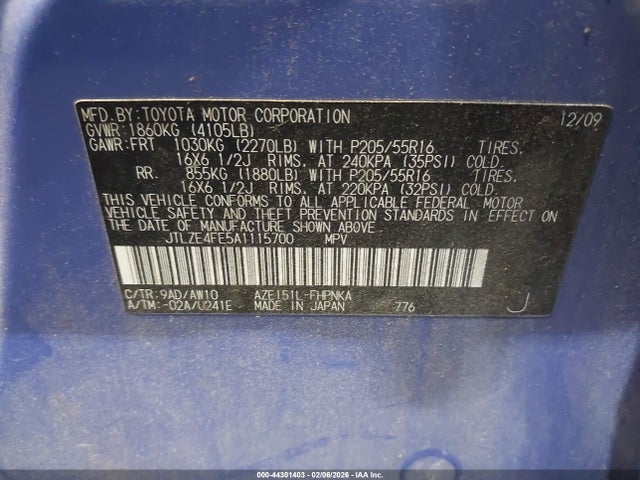 MFD.BY:TOYOTA MOTOR CORPORATION 12/09
GVWR:1860KG (4105LB)
GAWR:FRT 1030KG (2270LB) WITH P205/55R16 TIRES.
16X6 1/2J RIMS. AT 240KPA (35PSI) COLD.
RR. 855KG (1880LB) WITH P205/55R16 TIRES.
16X6 1/2J RIMS. AT 220KPA (32PSI) COLD.
THIS VEHICLE CONFORMS TO ALL APPLICABLE FEDERAL MOTOR
VEHICLE SAFETY AND THEFT PREVENTION STANDARDS IN EFFECT ON
THE DATE OF MANUFACTURE SHOWN ABOVE
JTLZE4FE5A1115700 MPV
C/TR:9AD/AW10 AZE151L-FHPNKA
A/TM:-02A/U241E MADE IN JAPAN 776 J
000-44301403 - 02/06/2026 - IAA Inc.